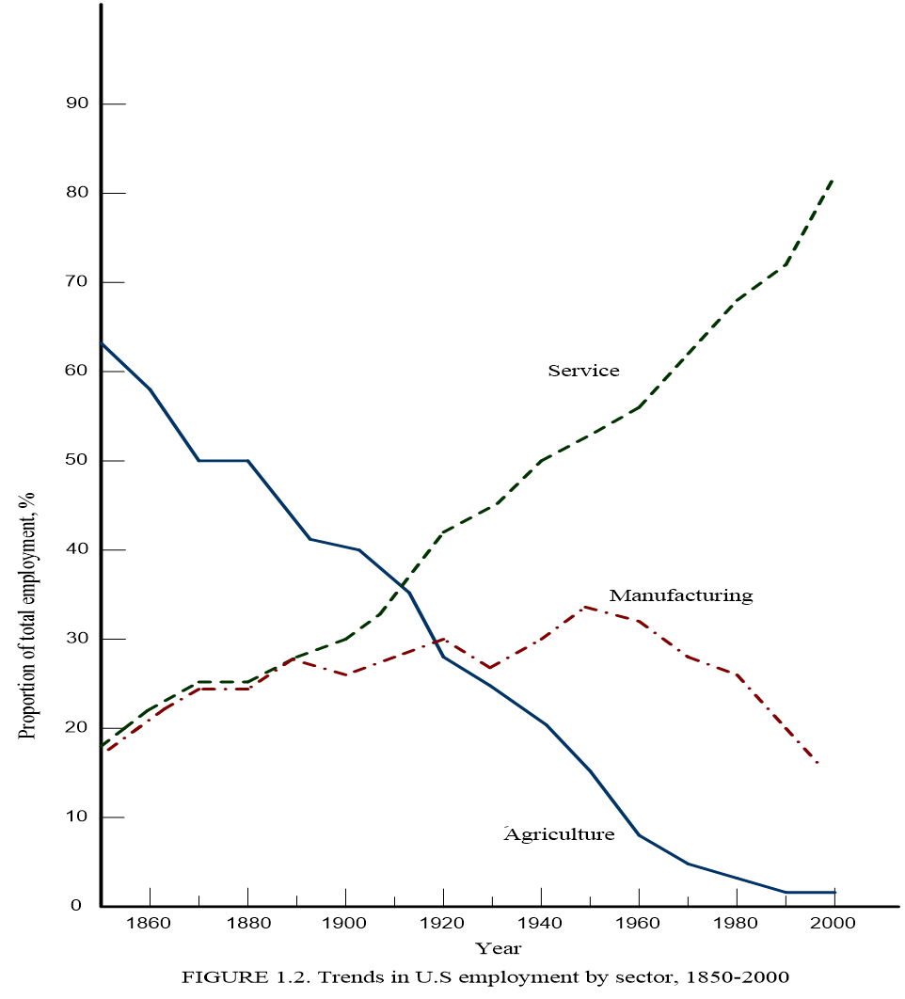 90
80
70
60
50
40
30
20
10
0
Proportion of total employment, %
Service
Manufacturing
Agriculture
1860 1880 1900 1920 1940 1960 1980 2000
Year
FIGURE 1.2. Trends in U.S employment by sector, 1850-2000